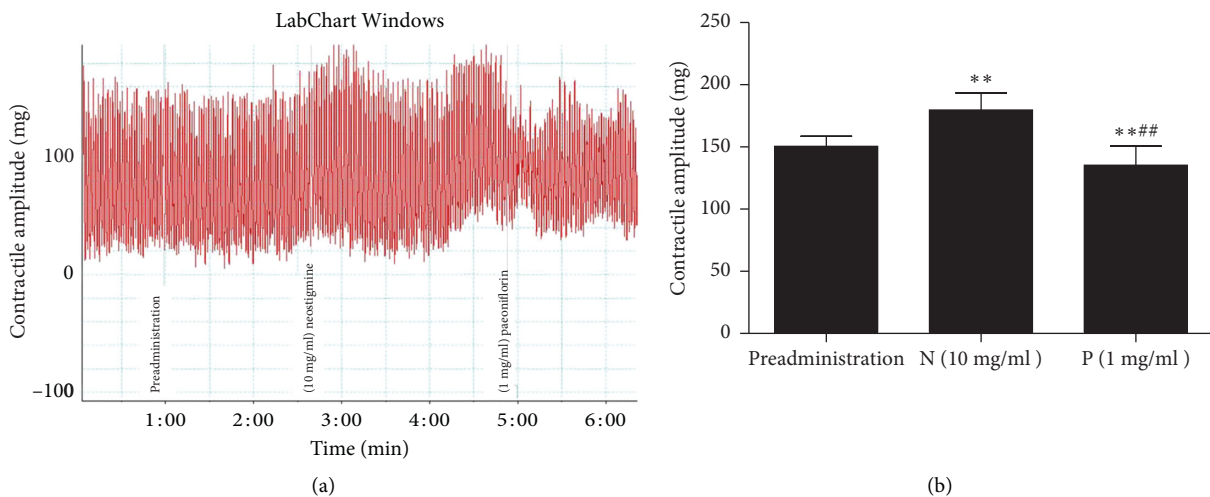 LabChart Windows
Contractile amplitude (mg)
100
0
−100
Preadministration
(10 mg/ml) neostigmine
(1 mg/ml) paeoniflorin
1:00 2:00 3:00 4:00 5:00 6:00
Time (min)
(a)
Contractile amplitude (mg)
250
200
150
100
50
0
**
**##
Preadministration N (10 mg/ml ) P (1 mg/ml )
(b)